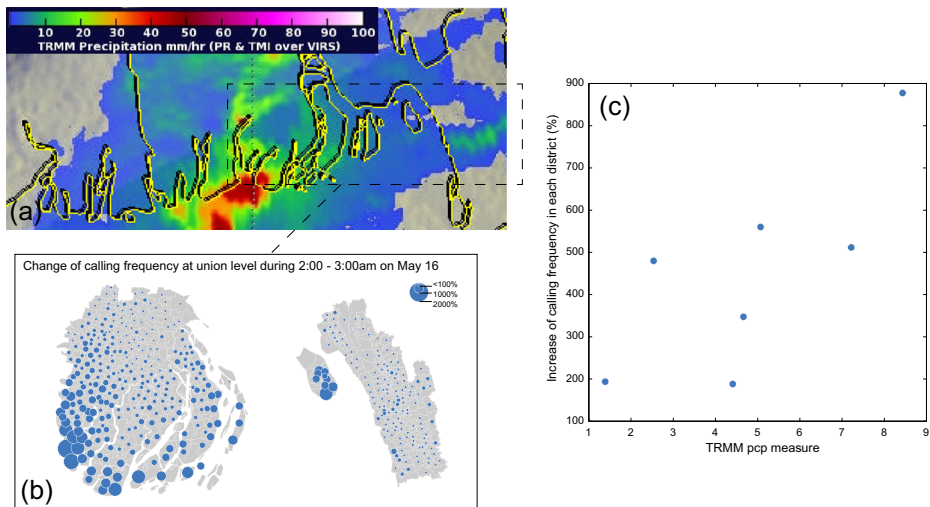 10 20 30 40 50 60 70 80 90 100
TRMM Precipitation mm/hr (PR & TMI over VIRS)
(a)
Change of calling frequency at union level during 2:00 - 3:00am on May 16
<100%
1000%
2000%
(b)
(c)
Increase of calling frequency in each district (%)
900
800
700
600
500
400
300
200
100
1 2 3 4 5 6 7 8 9
TRMM pcp measure